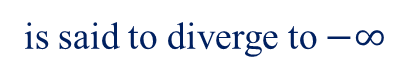 is said to diverge to −∞